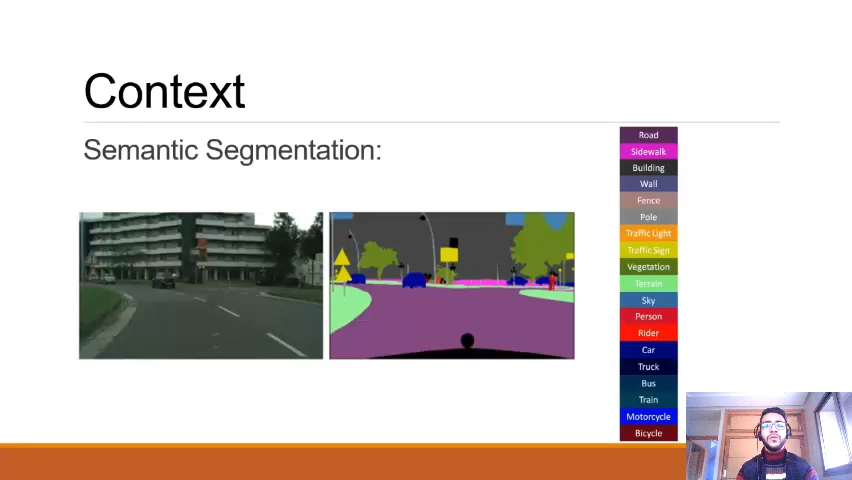 Context
Semantic Segmentation:
Road
Sidewalk
Building
Wall
Fence
Pole
Traffic Light
Traffic Sign
Vegetation
Terrain
Sky
Person
Rider
Car
Truck
Bus
Train
Motorcycle
Bicycle